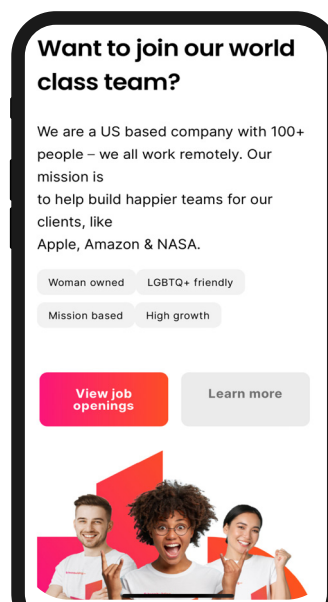 Want to join our world
class team?
We are a US based company with 100+
people – we all work remotely. Our
mission is
to help build happier teams for our
clients, like
Apple, Amazon & NASA.
Woman owned
LGBTQ+ friendly
Mission based
High growth
View job
openings
Learn more